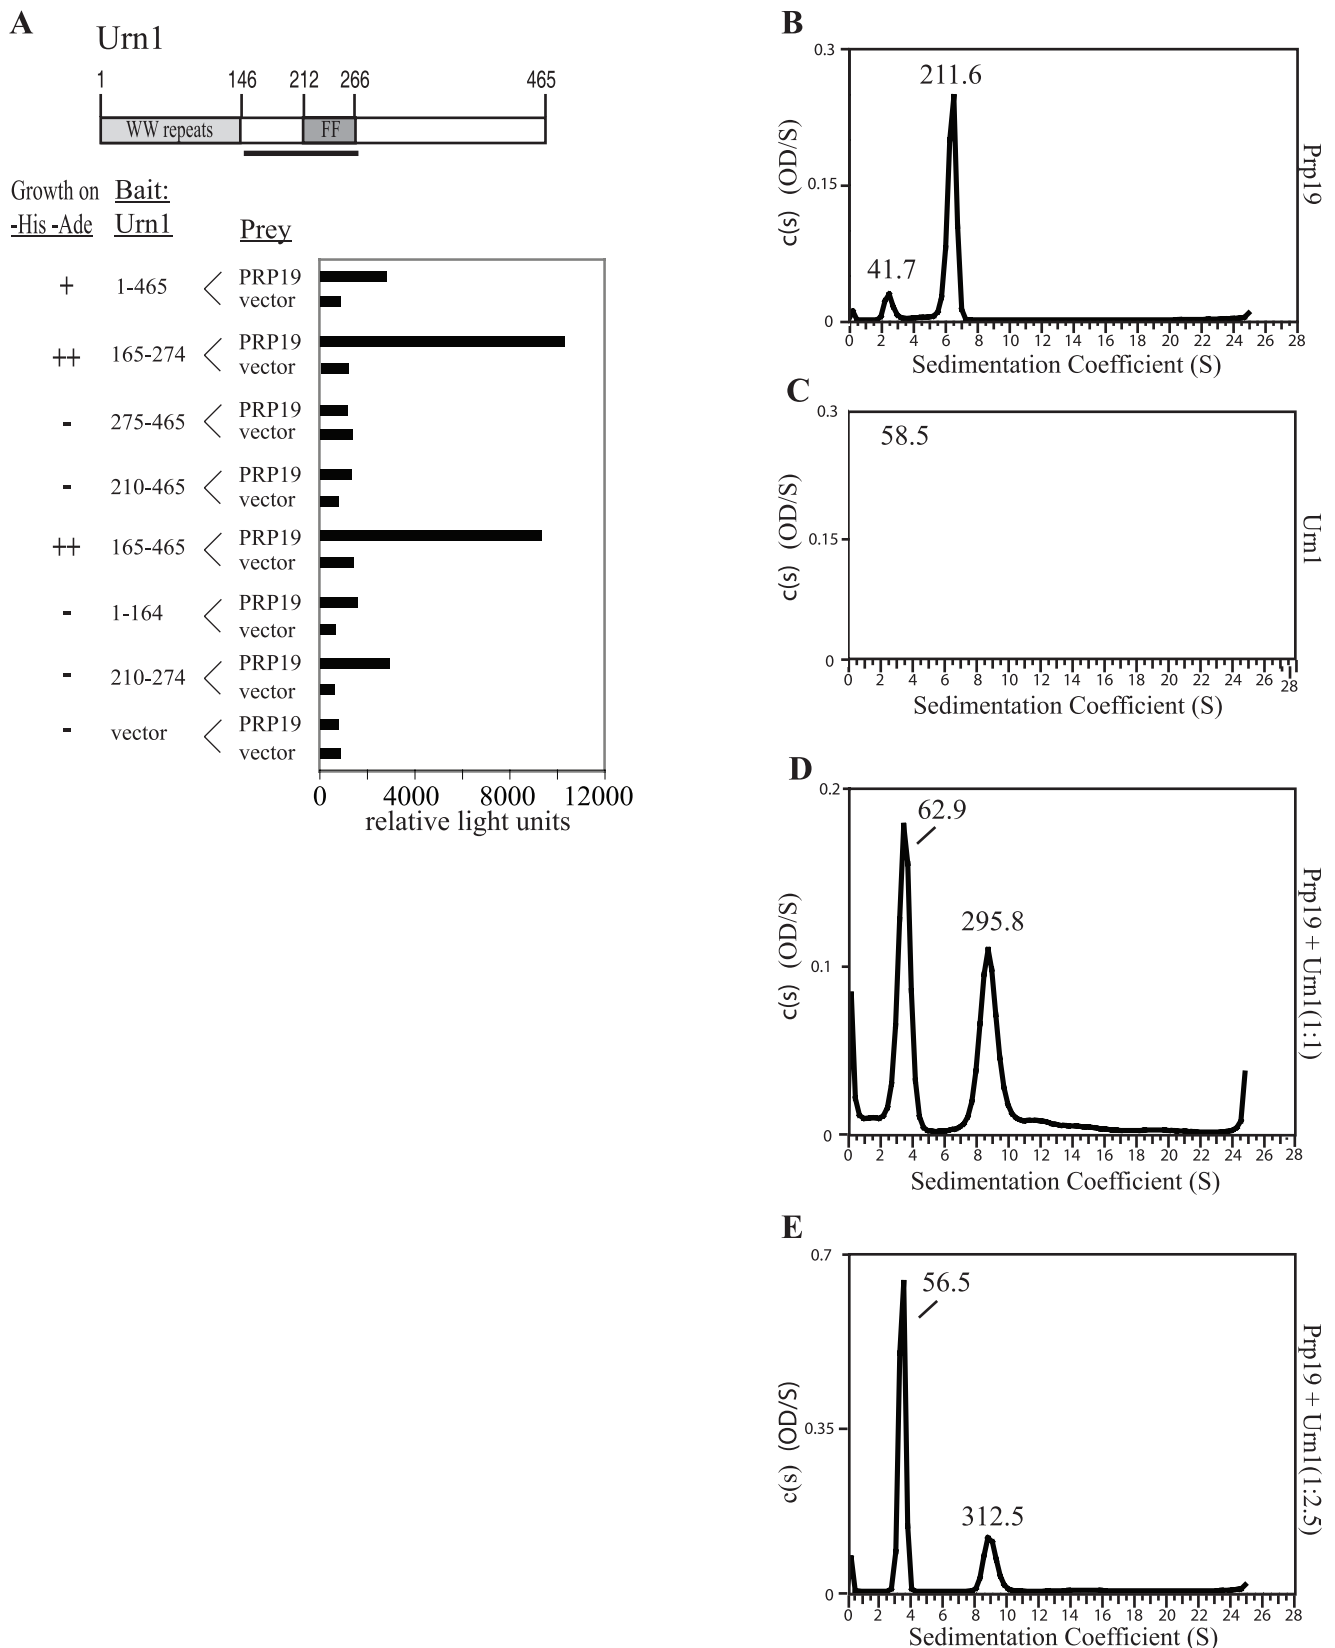 A
Urn1
1 146 212 266 465
WW repeats FF
Growth on
-His -Ade
Bait:
Urn1
Prey
+ 1-465 PRP19
vector
++ 165-274 PRP19
vector
- 275-465 PRP19
vector
- 210-465 PRP19
vector
++ 165-465 PRP19
vector
- 1-164 PRP19
vector
- 210-274 PRP19
vector
- vector PRP19
vector
0 4000 8000 12000
relative light units
B
0.3
0.15
0
c(s) (OD/S)
211.6
41.7
Prp19
0 2 4 6 8 10 12 14 16 18 20 22 24 26 28
Sedimentation Coefficient (S)
C
0.3
0.15
0
c(s) (OD/S)
58.5
Urn1
0 2 4 6 8 10 12 14 16 18 20 22 24 26 28
Sedimentation Coefficient (S)
D
0.2
0.1
0
c(s) (OD/S)
62.9
295.8
Prp19 + Urn1(1:1)
0 2 4 6 8 10 12 14 16 18 20 22 24 26 28
Sedimentation Coefficient (S)
E
0.7
0.35
0
c(s) (OD/S)
56.5
312.5
Prp19 + Urn1(1:2.5)
0 2 4 6 8 10 12 14 16 18 20 22 24 26 28
Sedimentation Coefficient (S)